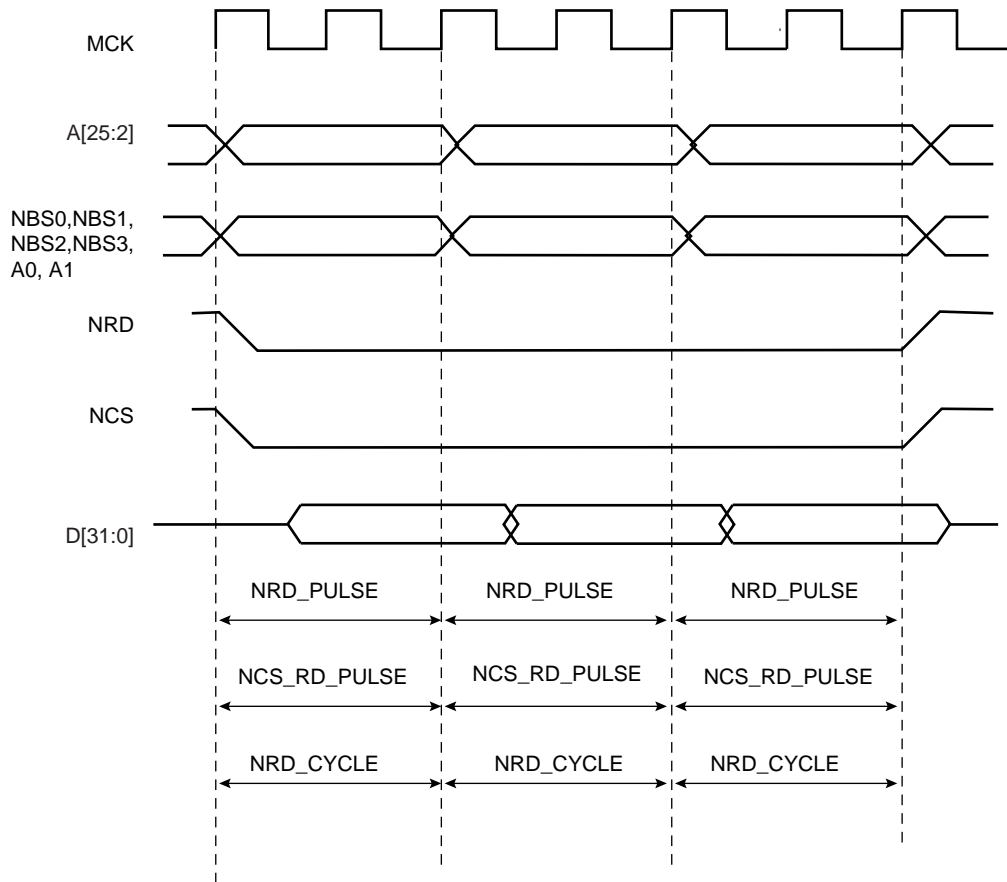 MCK
A[25:2]
NBS0,NBS1,
NBS2,NBS3,
A0, A1
NRD
NCS
D[31:0]
NRD_PULSE NRD_PULSE NRD_PULSE
NCS_RD_PULSE NCS_RD_PULSE NCS_RD_PULSE
NRD_CYCLE NRD_CYCLE NRD_CYCLE